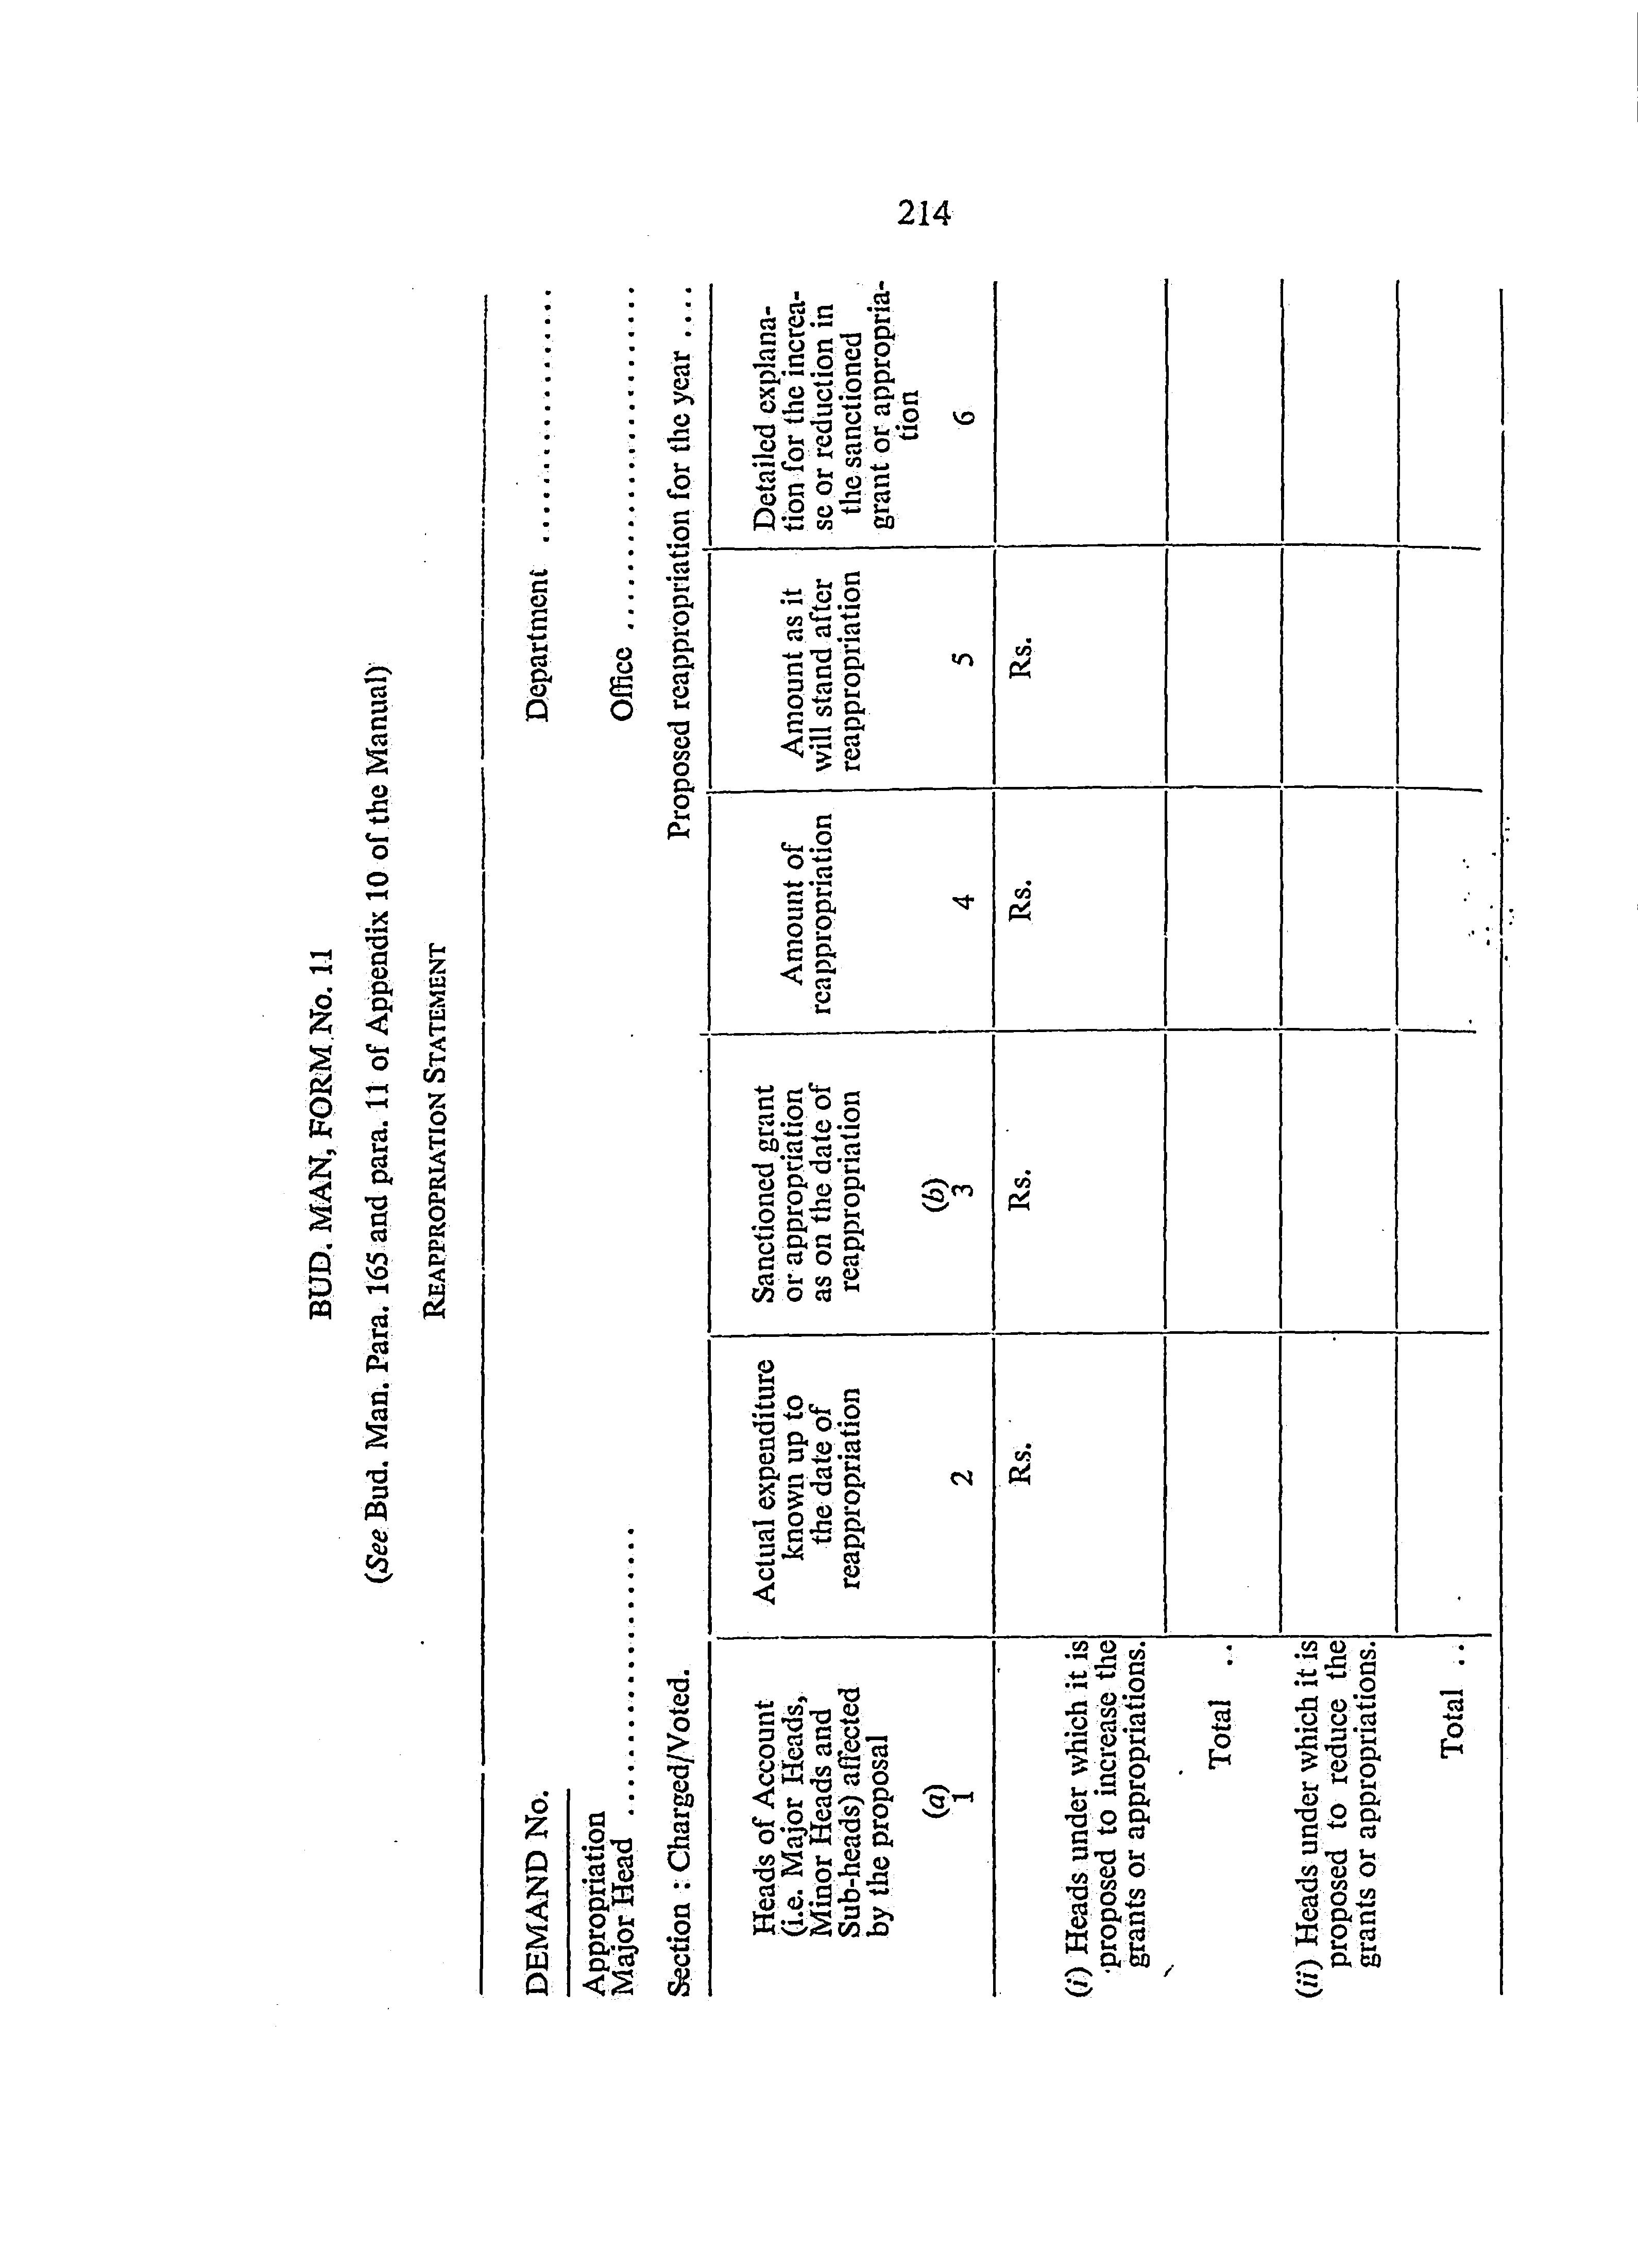 214
BUD. MAN, FORM No. 11
(See Bud. Man. Para. 165 and para. 11 of Appendix 10 of the Manual)
REAPPROPRIATION STATEMENT
DEMAND No.
Department ....................
Appropriation
Major Head .........................
Office ............................
Section : Charged/Voted.
Proposed reappropriation for the year ....
Heads of Account
(i.e. Major Heads,
Minor Heads and
Sub-heads) affected
by the proposal
(a)
1
Actual expenditure
known up to
the date of
reappropriation
2
Sanctioned grant
or appropriation
as on the date of
reappropriation
(b)
3
Amount of
reappropriation
4
Amount as it
will stand after
reappropriation
5
Detailed explana-
tion for the increa-
se or reduction in
the sanctioned
grant or appropria-
tion
6
Rs.
Rs.
Rs.
Rs.
(i) Heads under which it is
proposed to increase the
grants or appropriations.
Total ..
(ii) Heads under which it is
proposed to reduce the
grants or appropriations.
Total ..